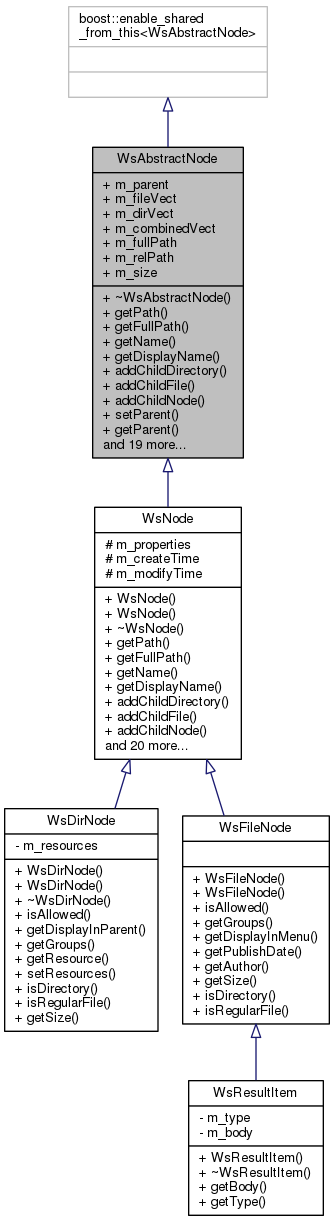 boost::enable_shared
_from_this<WsAbstractNode>
WsAbstractNode
+ m_parent
+ m_fileVect
+ m_dirVect
+ m_combinedVect
+ m_fullPath
+ m_relPath
+ m_size
+ ~WsAbstractNode()
+ getPath()
+ getFullPath()
+ getName()
+ getDisplayName()
+ addChildDirectory()
+ addChildFile()
+ addChildNode()
+ setParent()
+ getParent()
and 19 more...
WsNode
# m_properties
# m_createTime
# m_modifyTime
+ WsNode()
+ WsNode()
+ ~WsNode()
+ getPath()
+ getFullPath()
+ getName()
+ getDisplayName()
+ addChildDirectory()
+ addChildFile()
+ addChildNode()
and 20 more...
WsDirNode
- m_resources
+ WsDirNode()
+ WsDirNode()
+ ~WsDirNode()
+ isAllowed()
+ getDisplayInParent()
+ getGroups()
+ getResource()
+ setResources()
+ isDirectory()
+ isRegularFile()
+ getSize()
WsFileNode
+ WsFileNode()
+ WsFileNode()
+ isAllowed()
+ getGroups()
+ getDisplayInMenu()
+ getPublishDate()
+ getAuthor()
+ getSize()
+ isDirectory()
+ isRegularFile()
WsResultItem
- m_type
- m_body
+ WsResultItem()
+ ~WsResultItem()
+ getBody()
+ getType()